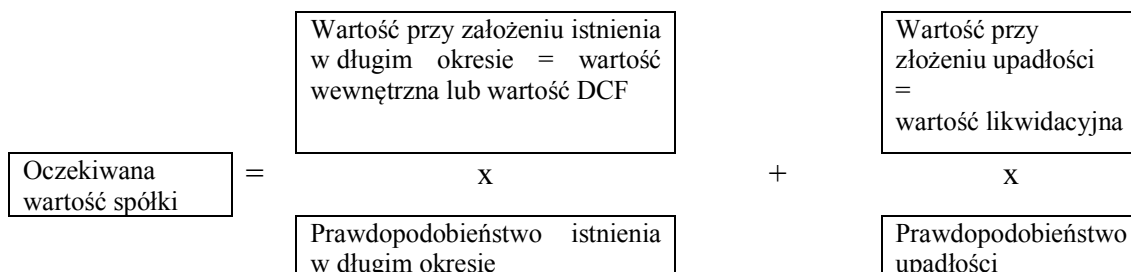 Wartość przy założeniu istnienia
w długim okresie = wartość
wewnętrzna lub wartość DCF
Wartość przy
złożeniu upadłości
=
wartość likwidacyjna
Oczekiwana
wartość spółki
=
x
+
x
Prawdopodobieństwo istnienia
w długim okresie
Prawdopodobieństwo
upadłości